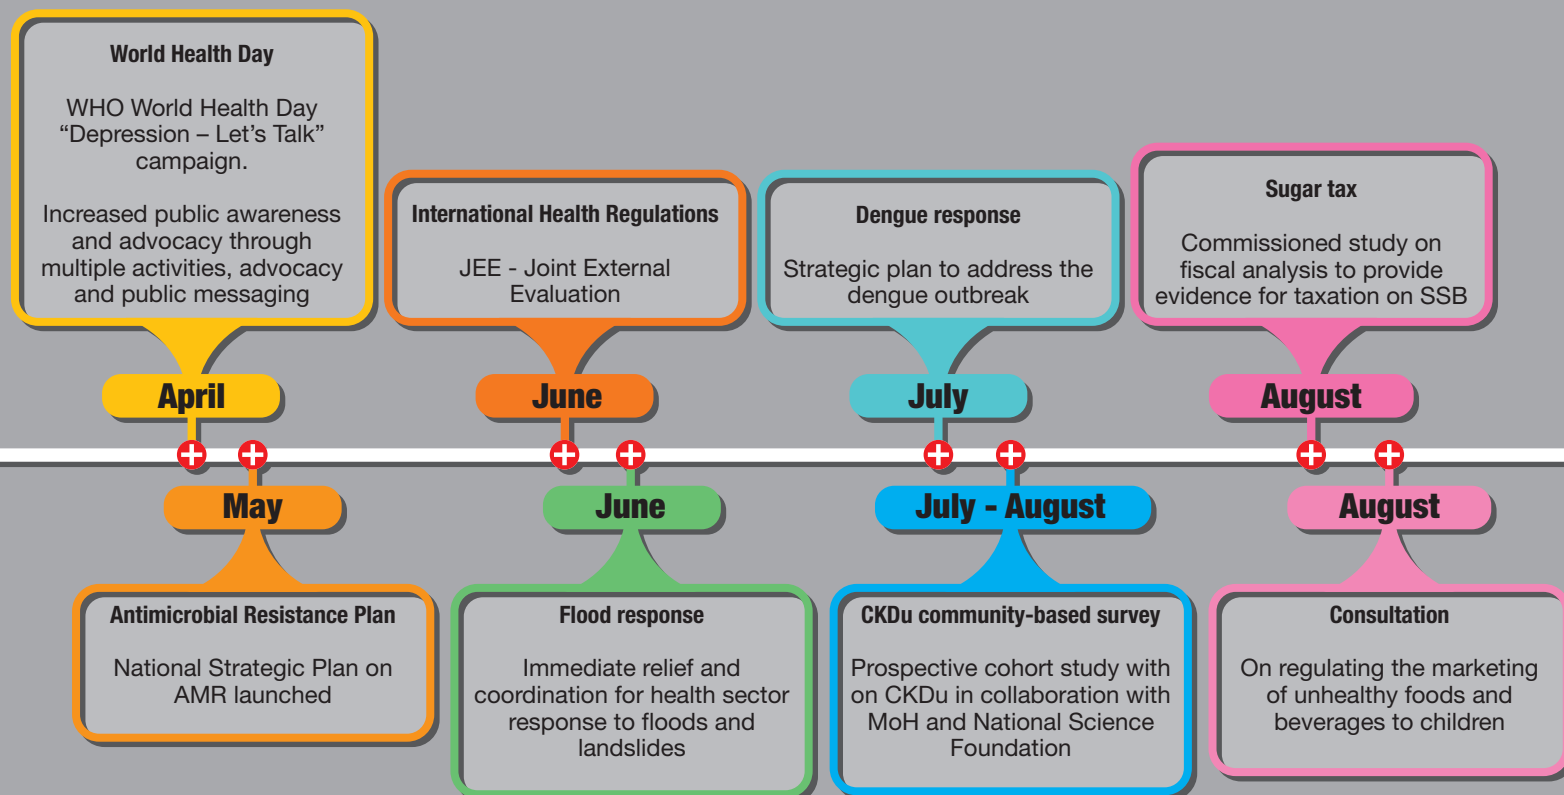 World Health Day
WHO World Health Day
“Depression – Let’s Talk”
campaign.
Increased public awareness
and advocacy through
multiple activities, advocacy
and public messaging
April
International Health Regulations
JEE - Joint External
Evaluation
June
Dengue response
Strategic plan to address the
dengue outbreak
July
Sugar tax
Commissioned study on
fiscal analysis to provide
evidence for taxation on SSB
August
May
Antimicrobial Resistance Plan
National Strategic Plan on
AMR launched
June
Flood response
Immediate relief and
coordination for health sector
response to floods and
landslides
July - August
CKDu community-based survey
Prospective cohort study with
on CKDu in collaboration with
MoH and National Science
Foundation
August
Consultation
On regulating the marketing
of unhealthy foods and
beverages to children